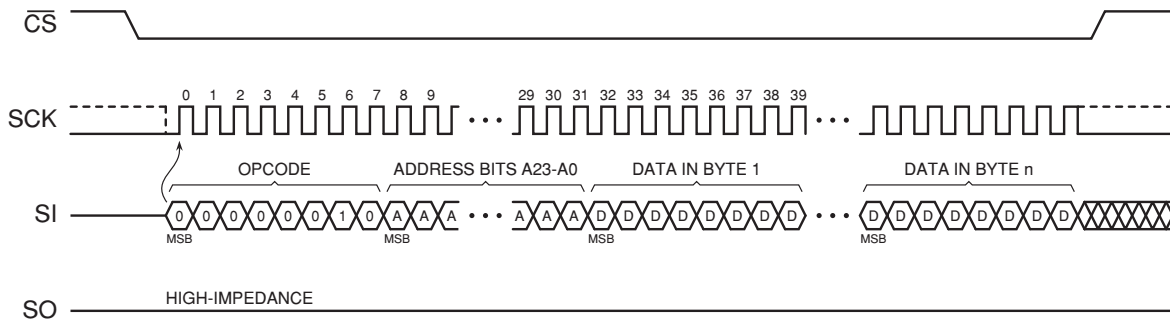 CS
SCK
0 1 2 3 4 5 6 7 8 9 29 30 31 32 33 34 35 36 37 38 39
OPCODE ADDRESS BITS A23-A0 DATA IN BYTE 1 DATA IN BYTE n
SI
0 0 0 0 0 0 1 0 A A A A A A D D D D D D D D D D D D D D D D
MSB MSB MSB MSB
SO
HIGH-IMPEDANCE